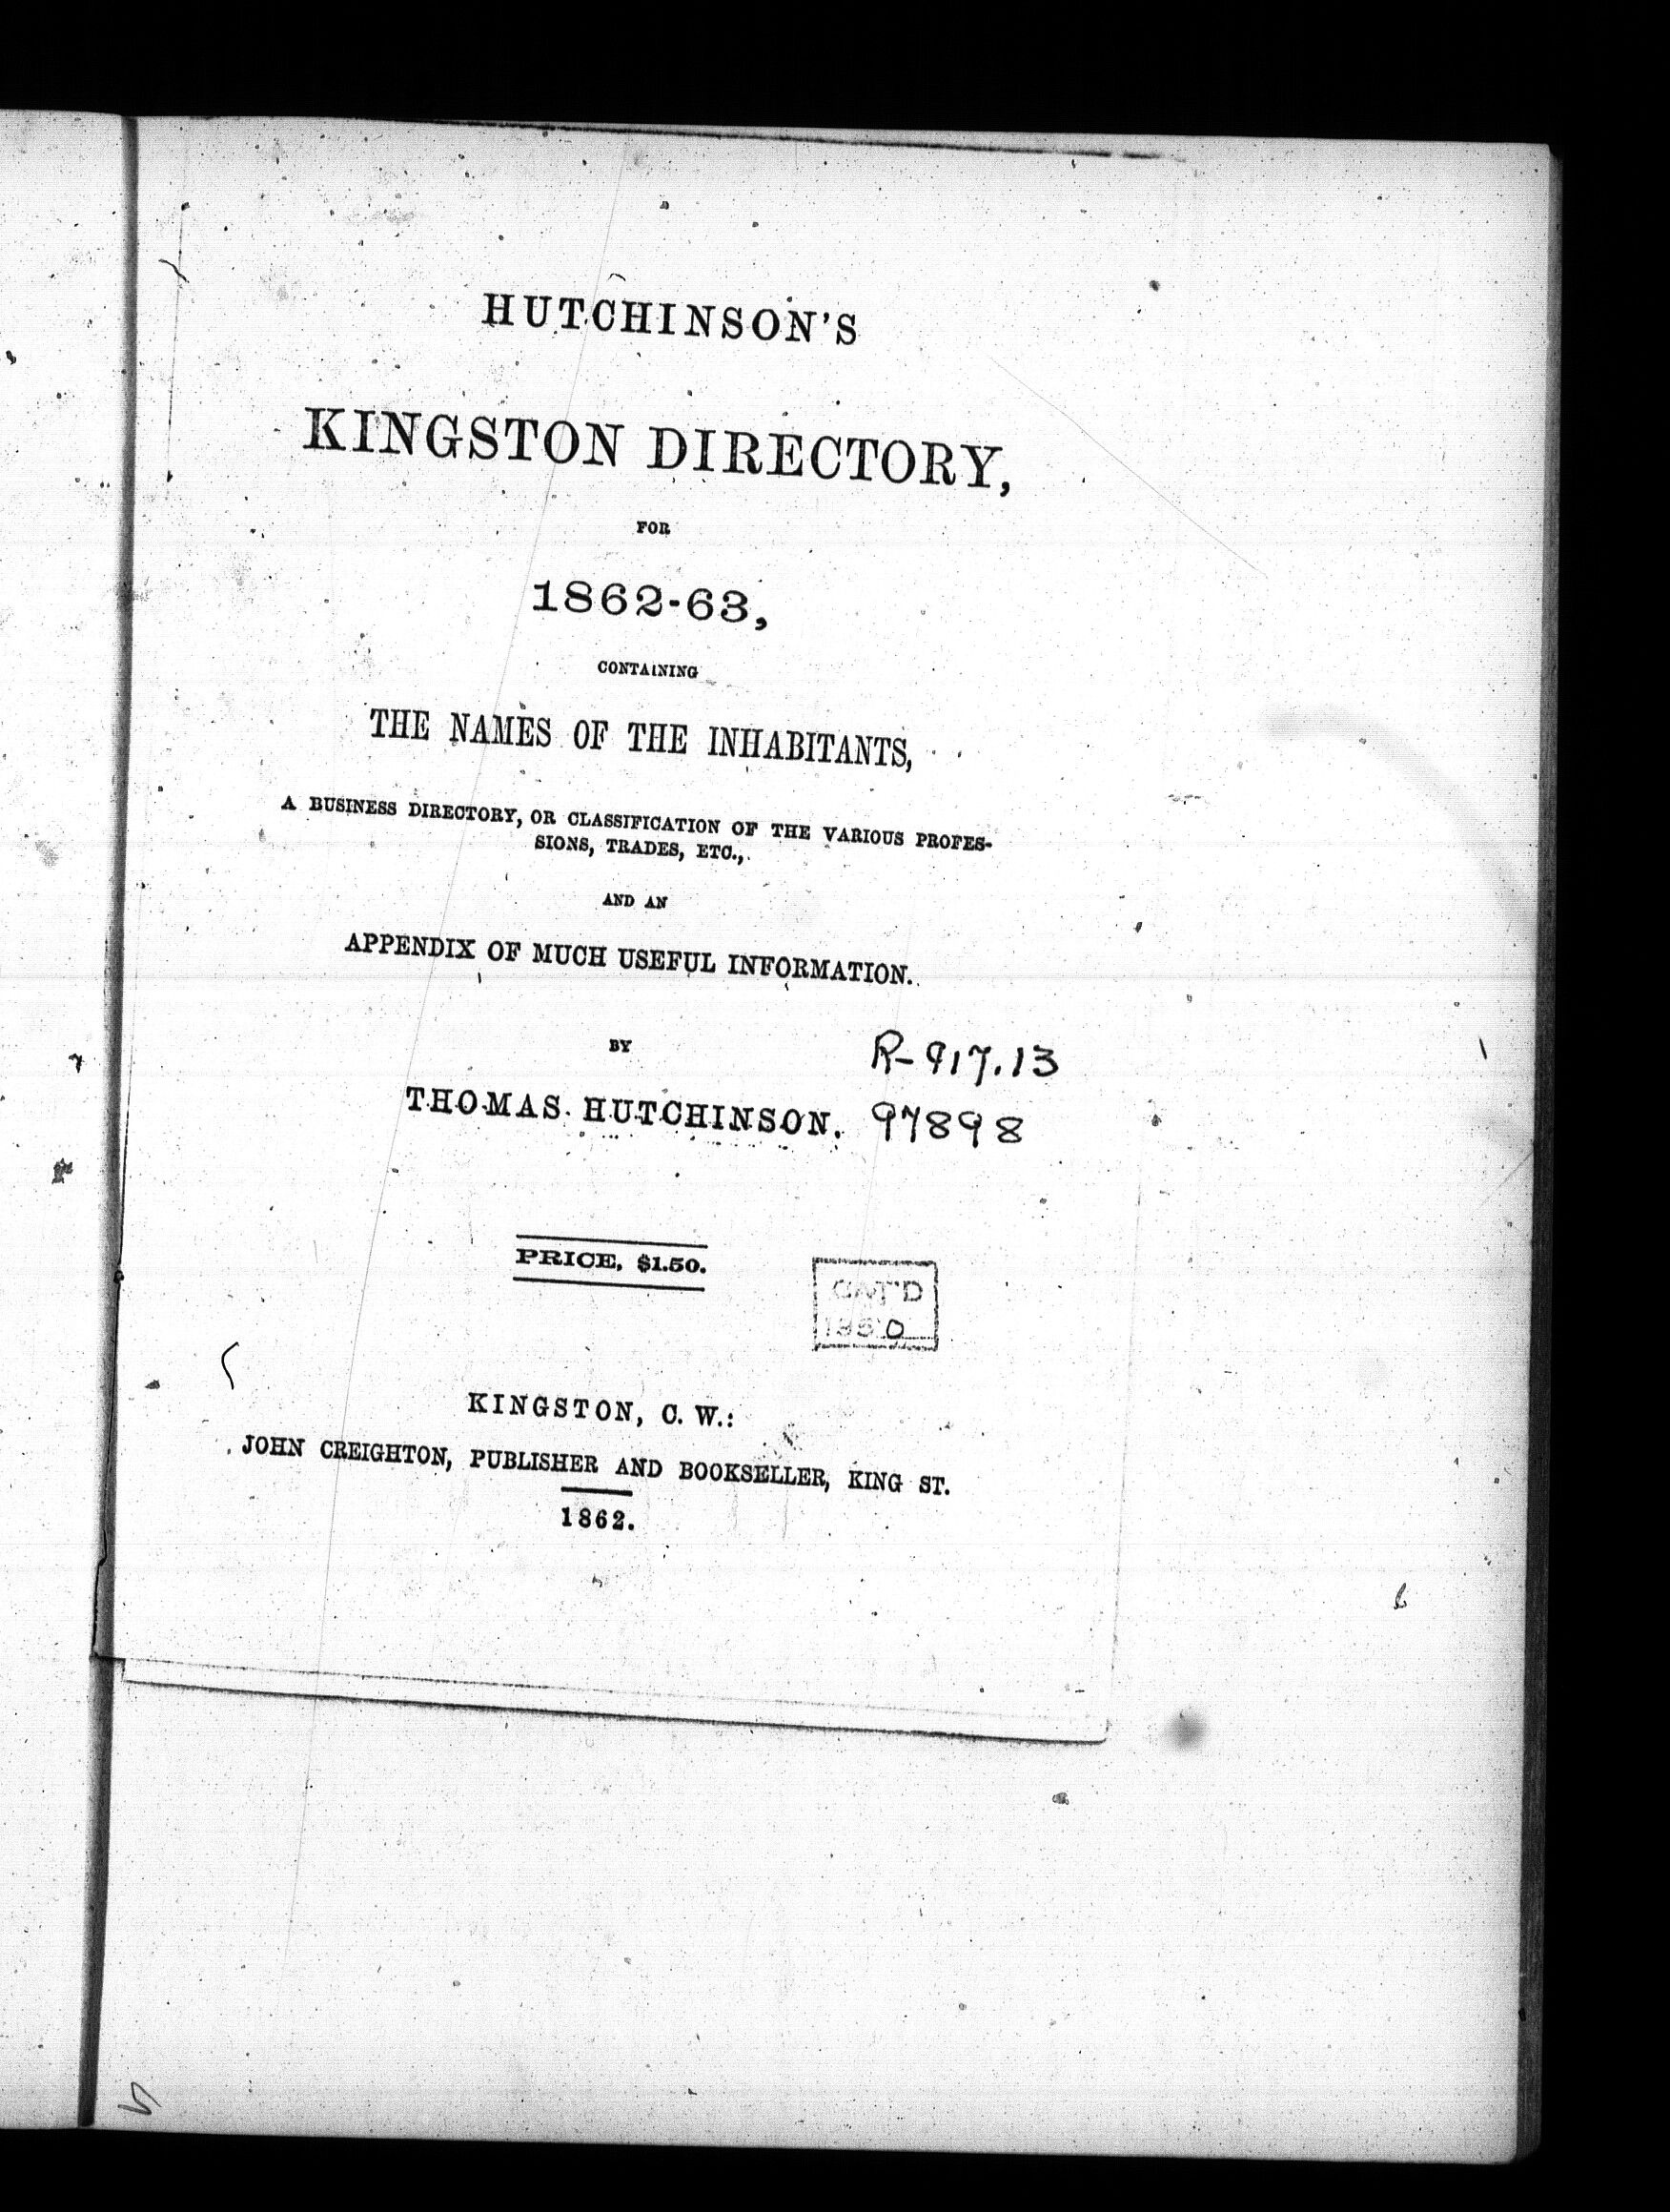 HUTCHINSON'S
KINGSTON DIRECTORY,
FOR
1862-63,
CONTAINING
THE NAMES OF THE INHABITANTS,
A BUSINESS DIRECTORY, OR CLASSIFICATION OF THE VARIOUS PROFES-
SIONS, TRADES, ETC.,
AND AN
APPENDIX OF MUCH USEFUL INFORMATION.
BY
R-917.13
THOMAS HUTCHINSON.
97898
PRICE, $1.50.
CAT'D
1950
KINGSTON, C. W.:
JOHN CREIGHTON, PUBLISHER AND BOOKSELLER, KING ST.
1862.